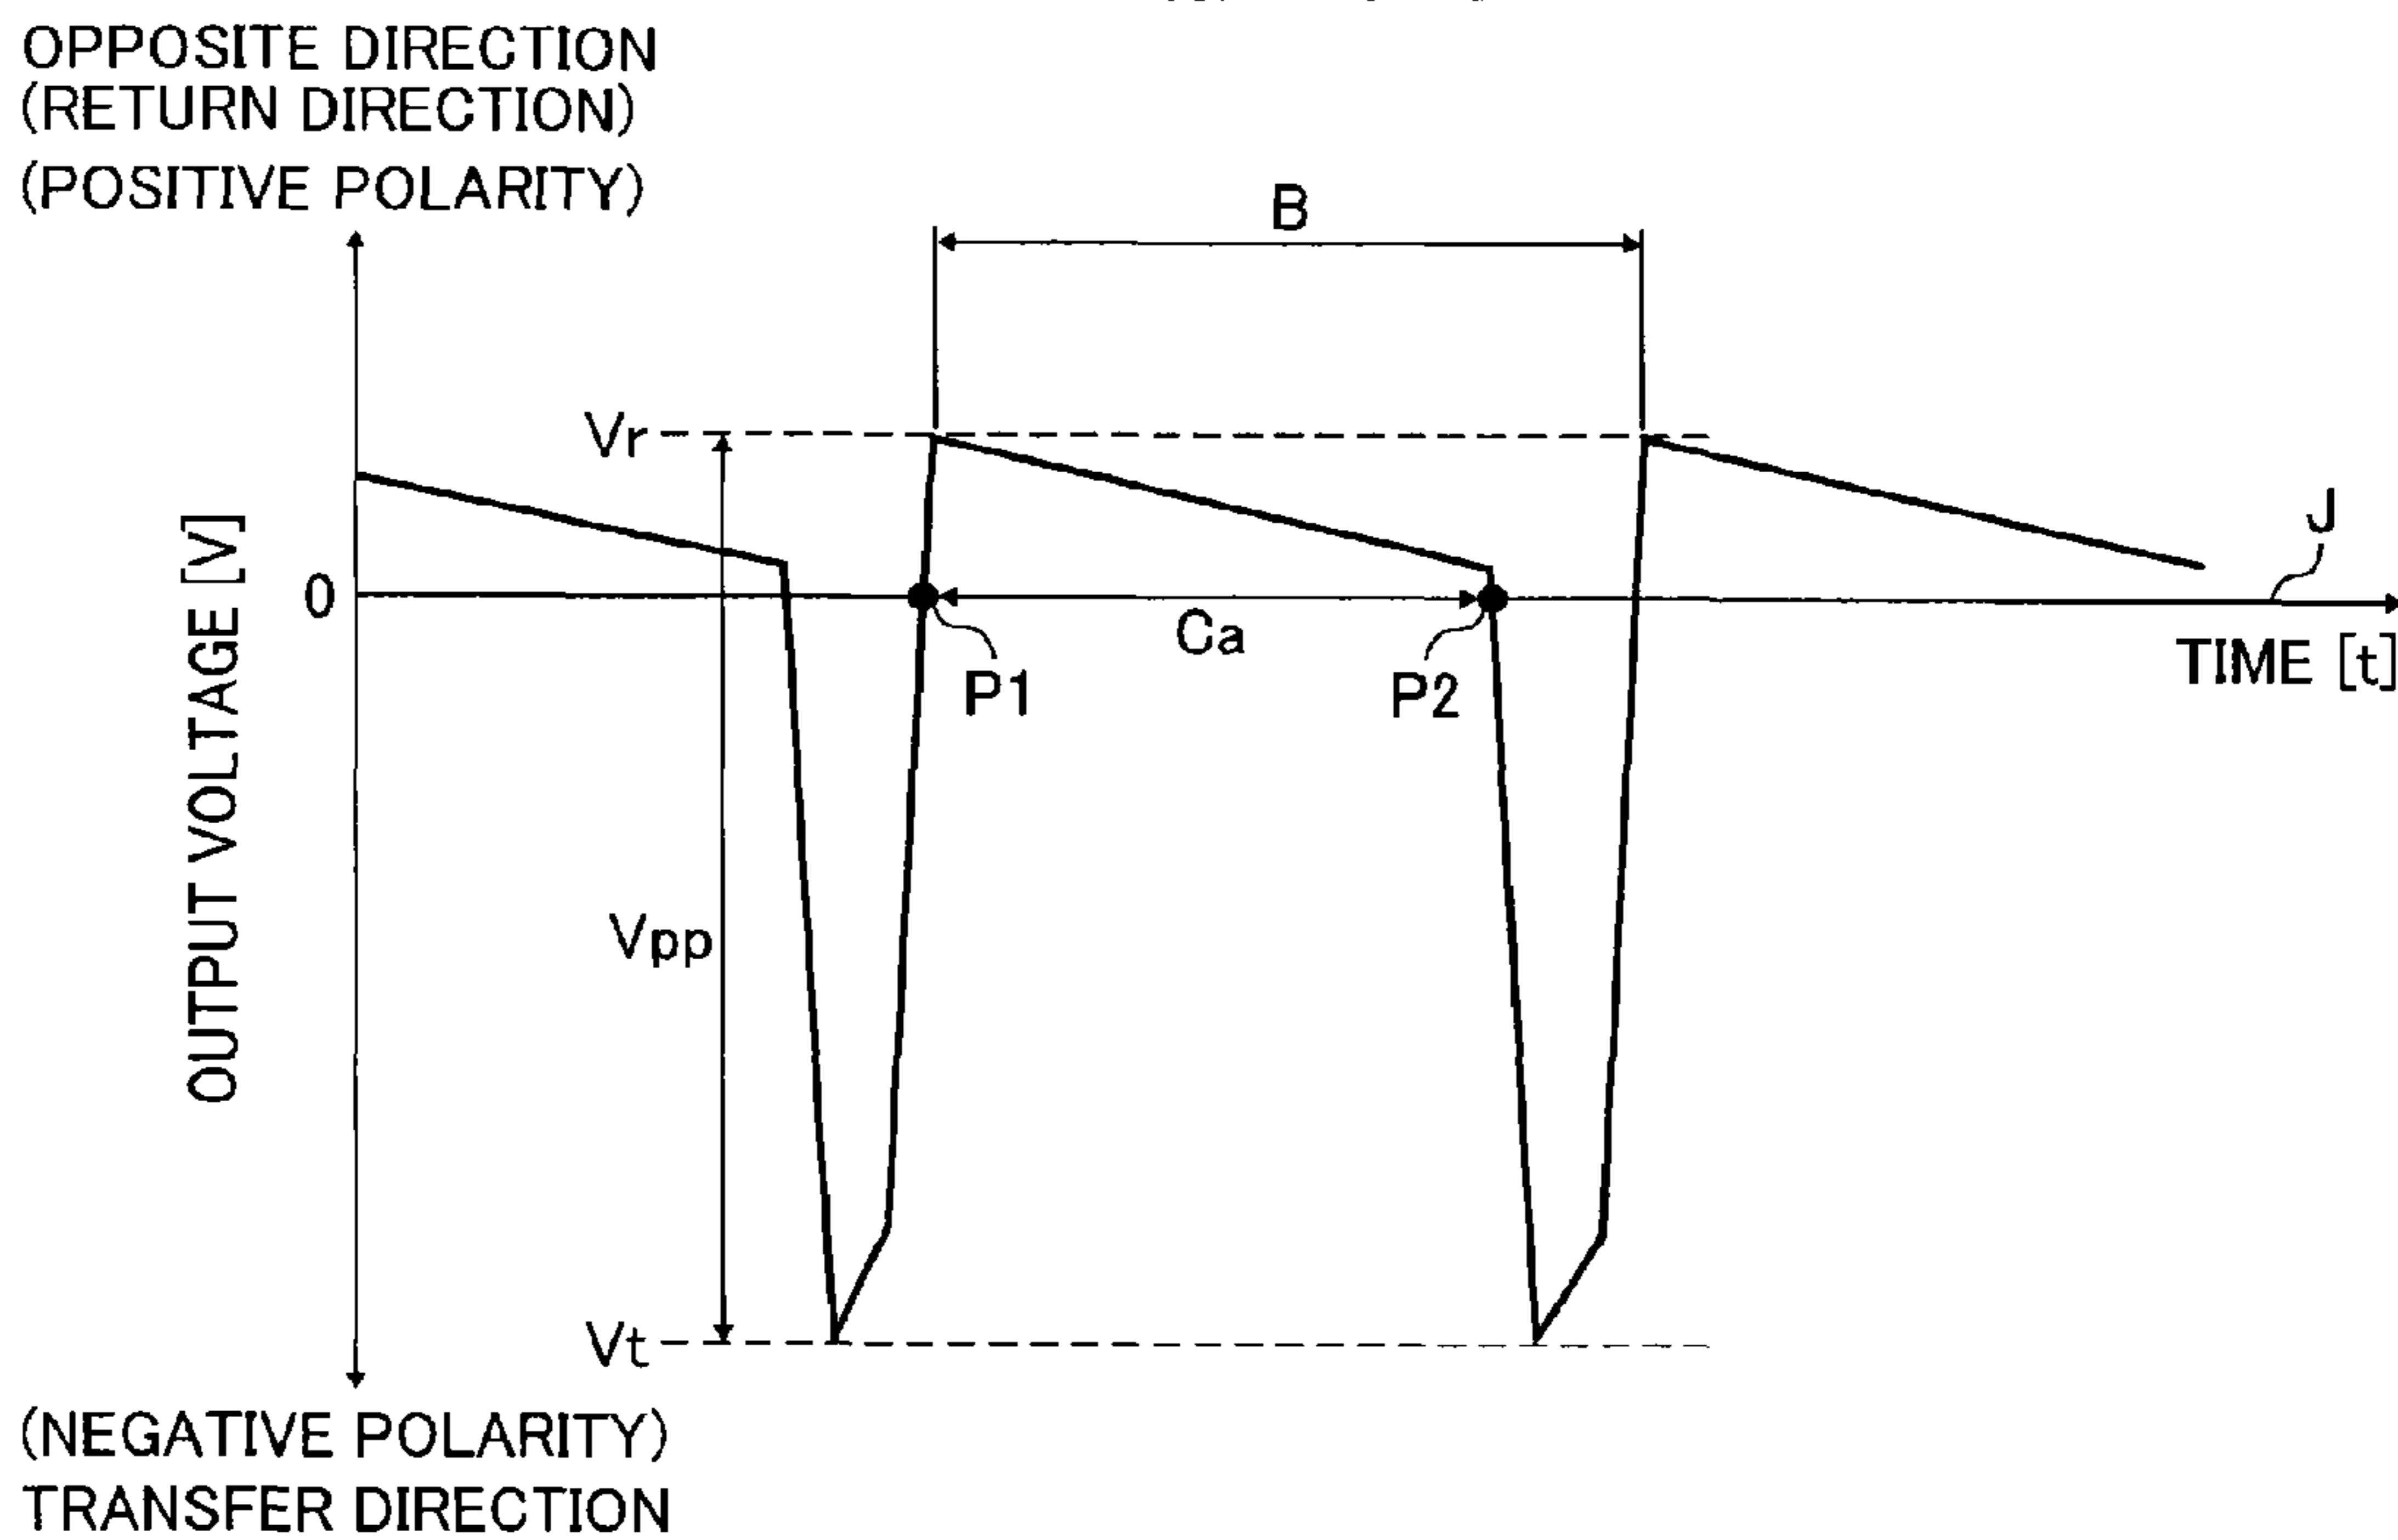 OPPOSITE DIRECTION
(RETURN DIRECTION)
(POSITIVE POLARITY)
B
Vr
J
0
Ca
TIME [t]
P1
P2
OUTPUT VOLTAGE [V]
Vpp
Vt
(NEGATIVE POLARITY)
TRANSFER DIRECTION